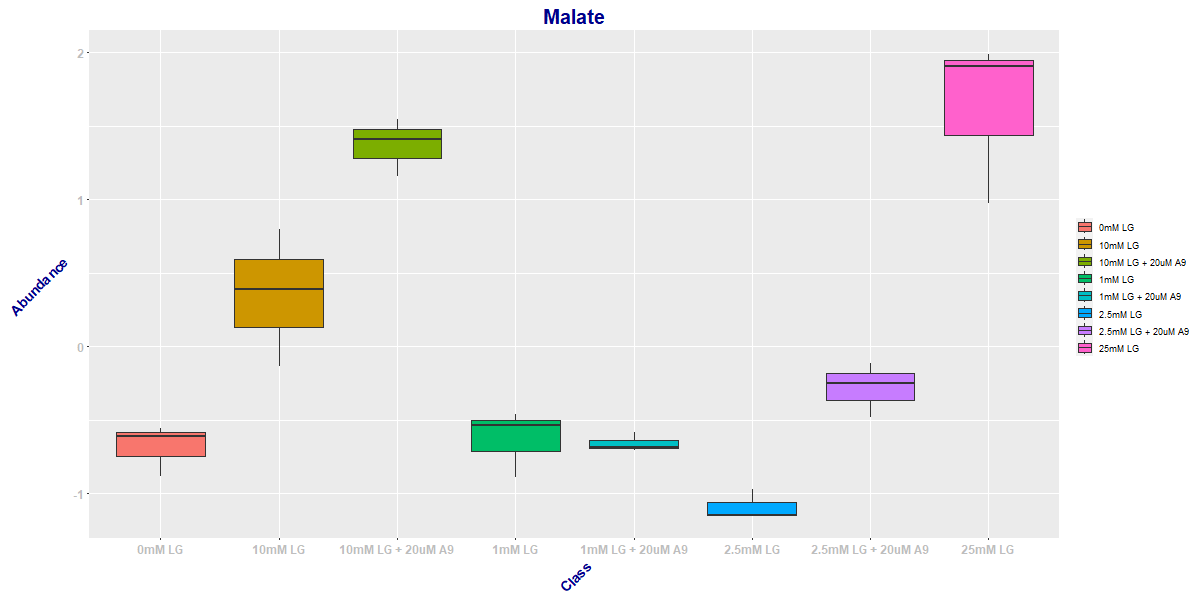 Malate
Abundance
2
1
0
-1
0mM LG
10mM LG
10mM LG + 20uM A9
1mM LG
1mM LG + 20uM A9
2.5mM LG
2.5mM LG + 20uM A9
25mM LG
Class
0mM LG
10mM LG
10mM LG + 20uM A9
1mM LG
1mM LG + 20uM A9
2.5mM LG
2.5mM LG + 20uM A9
25mM LG